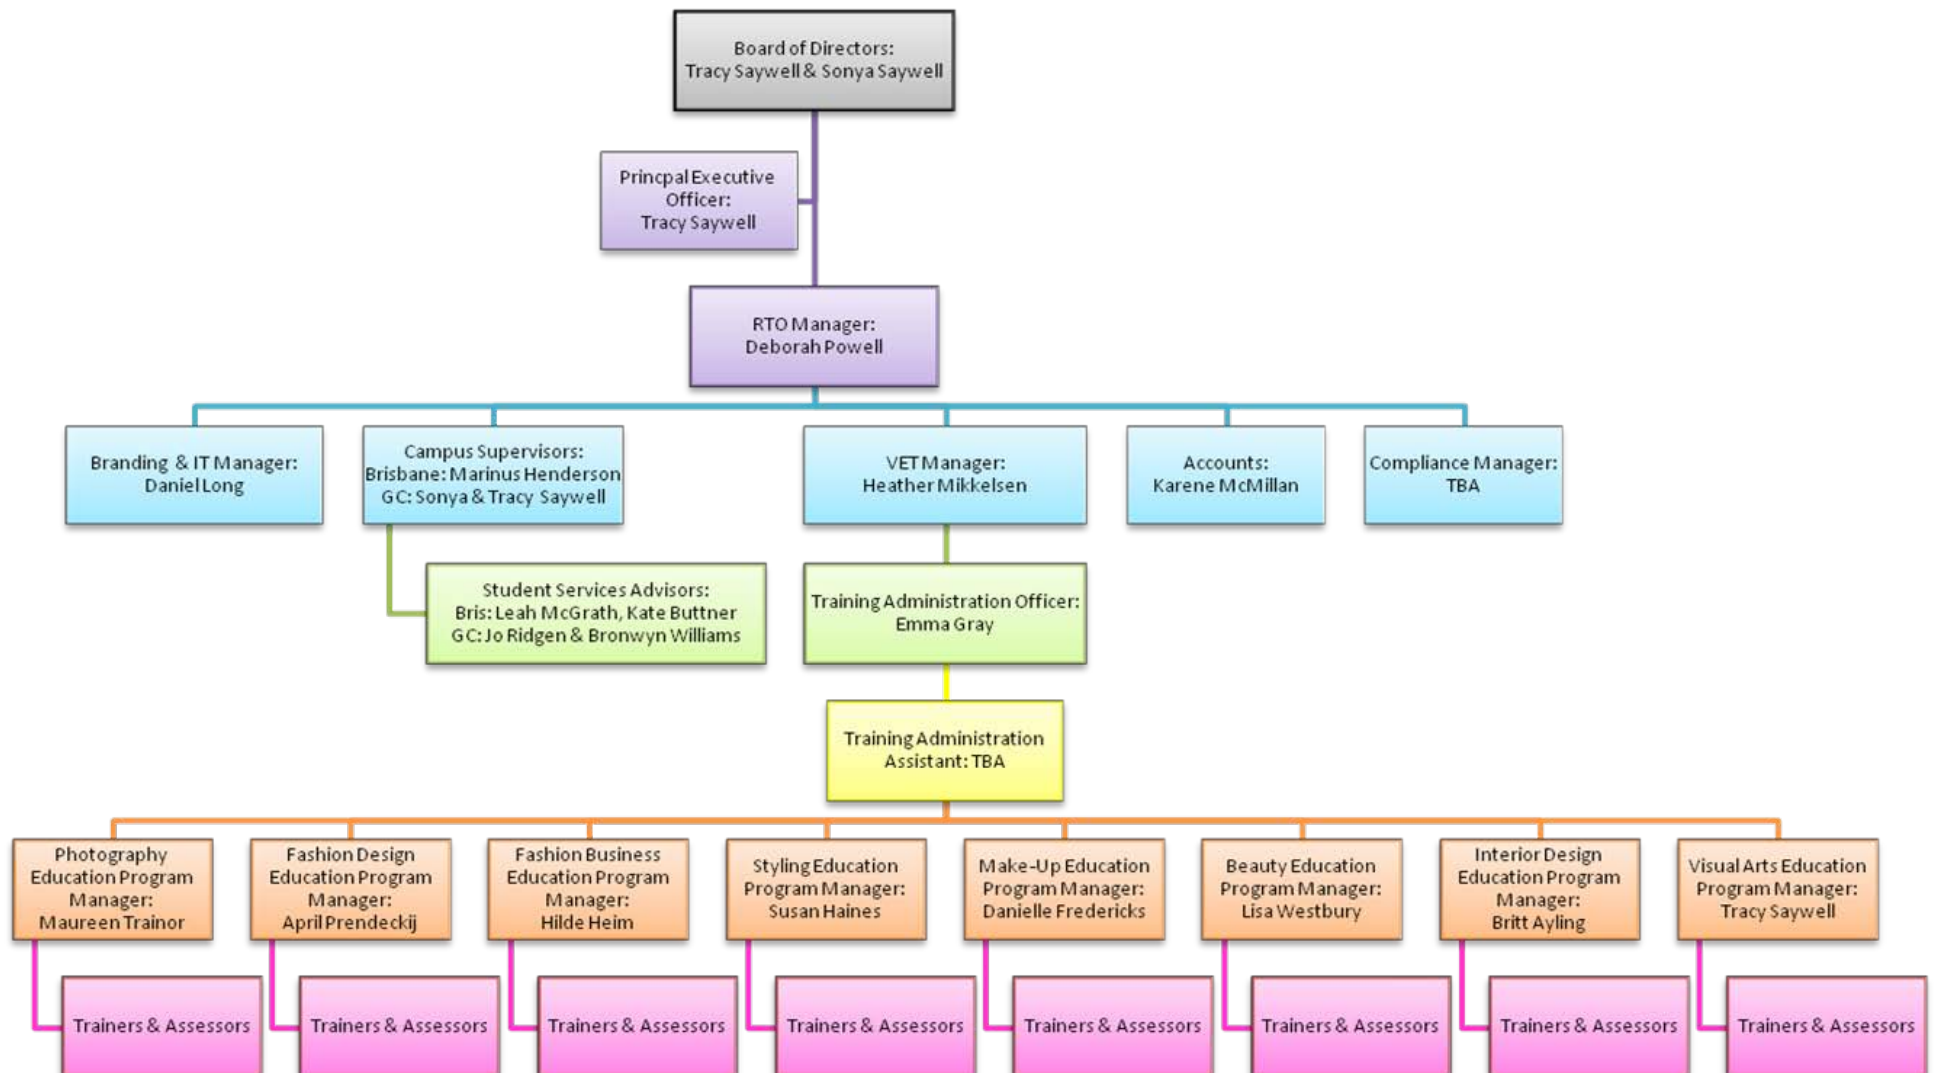 Board of Directors:
Tracy Saywell & Sonya Saywell
Princpal Executive
Officer:
Tracy Saywell
RTO Manager:
Deborah Powell
Branding & IT Manager:
Daniel Long
Campus Supervisors:
Brisbane: Marinus Henderson
GC: Sonya & Tracy Saywell
VET Manager:
Heather Mikkelsen
Accounts:
Karene McMillan
Compliance Manager:
TBA
Student Services Advisors:
Bris: Leah McGrath, Kate Buttner
GC: Jo Ridgen & Bronwyn Williams
Training Administration Officer:
Emma Gray
Training Administration
Assistant: TBA
Photography
Education Program
Manager:
Maureen Trainor
Fashion Design
Education Program
Manager:
April Prendeckij
Fashion Business
Education Program
Manager:
Hilde Heim
Styling Education
Program Manager:
Susan Haines
Make-Up Education
Program Manager:
Danielle Fredericks
Beauty Education
Program Manager:
Lisa Westbury
Interior Design
Education Program
Manager:
Britt Ayling
Visual Arts Education
Program Manager:
Tracy Saywell
Trainers & Assessors
Trainers & Assessors
Trainers & Assessors
Trainers & Assessors
Trainers & Assessors
Trainers & Assessors
Trainers & Assessors
Trainers & Assessors